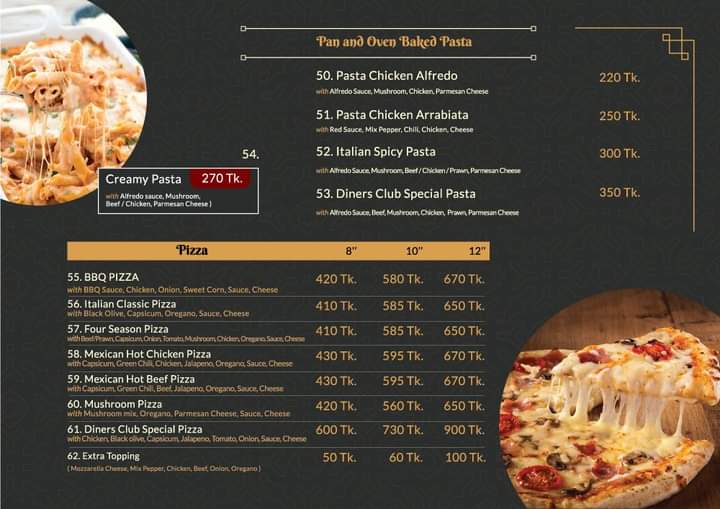 Pan and Oven Baked Pasta
50. Pasta Chicken Alfredo 220 Tk.
with Alfredo Sauce, Mushroom, Chicken, Parmesan Cheese
51. Pasta Chicken Arrabiata 250 Tk.
with Red Sauce, Mix Pepper, Chili, Chicken, Cheese
52. Italian Spicy Pasta 300 Tk.
with Alfredo Sauce, Mushroom, Beef / Chicken / Prawn, Parmesan Cheese
53. Diners Club Special Pasta 350 Tk.
with Alfredo Sauce, Beef, Mushroom, Chicken, Prawn, Parmesan Cheese
54.
Creamy Pasta 270 Tk.
with Alfredo sauce, Mushroom,
Beef / Chicken, Parmesan Cheese )
Pizza 8" 10" 12"
55. BBQ PIZZA 420 Tk. 580 Tk. 670 Tk.
with BBQ Sauce, Chicken, Onion, Sweet Corn, Sauce, Cheese
56. Italian Classic Pizza 410 Tk. 585 Tk. 650 Tk.
with Black Olive, Capsicum, Oregano, Sauce, Cheese
57. Four Season Pizza 410 Tk. 585 Tk. 650 Tk.
with Beef/Prawn, Capsicum, Onion, Tomato, Mushroom, Chicken, Oregano, Sauce, Cheese
58. Mexican Hot Chicken Pizza 430 Tk. 595 Tk. 670 Tk.
with Capsicum, Green Chili, Chicken, Jalapeno, Oregano, Sauce, Cheese
59. Mexican Hot Beef Pizza 430 Tk. 595 Tk. 670 Tk.
with Capsicum, Green Chili, Beef, Jalapeno, Oregano, Sauce, Cheese
60. Mushroom Pizza 420 Tk. 560 Tk. 650 Tk.
with Mushroom mix, Oregano, Parmesan Cheese, Sauce, Cheese
61. Diners Club Special Pizza 600 Tk. 730 Tk. 900 Tk.
with Chicken, Black olive, Capsicum, Jalapeno, Tomato, Onion, Sauce, Cheese
62. Extra Topping 50 Tk. 60 Tk. 100 Tk.
( Mozzarella Cheese, Mix Pepper, Chicken, Beef, Onion, Oregano )